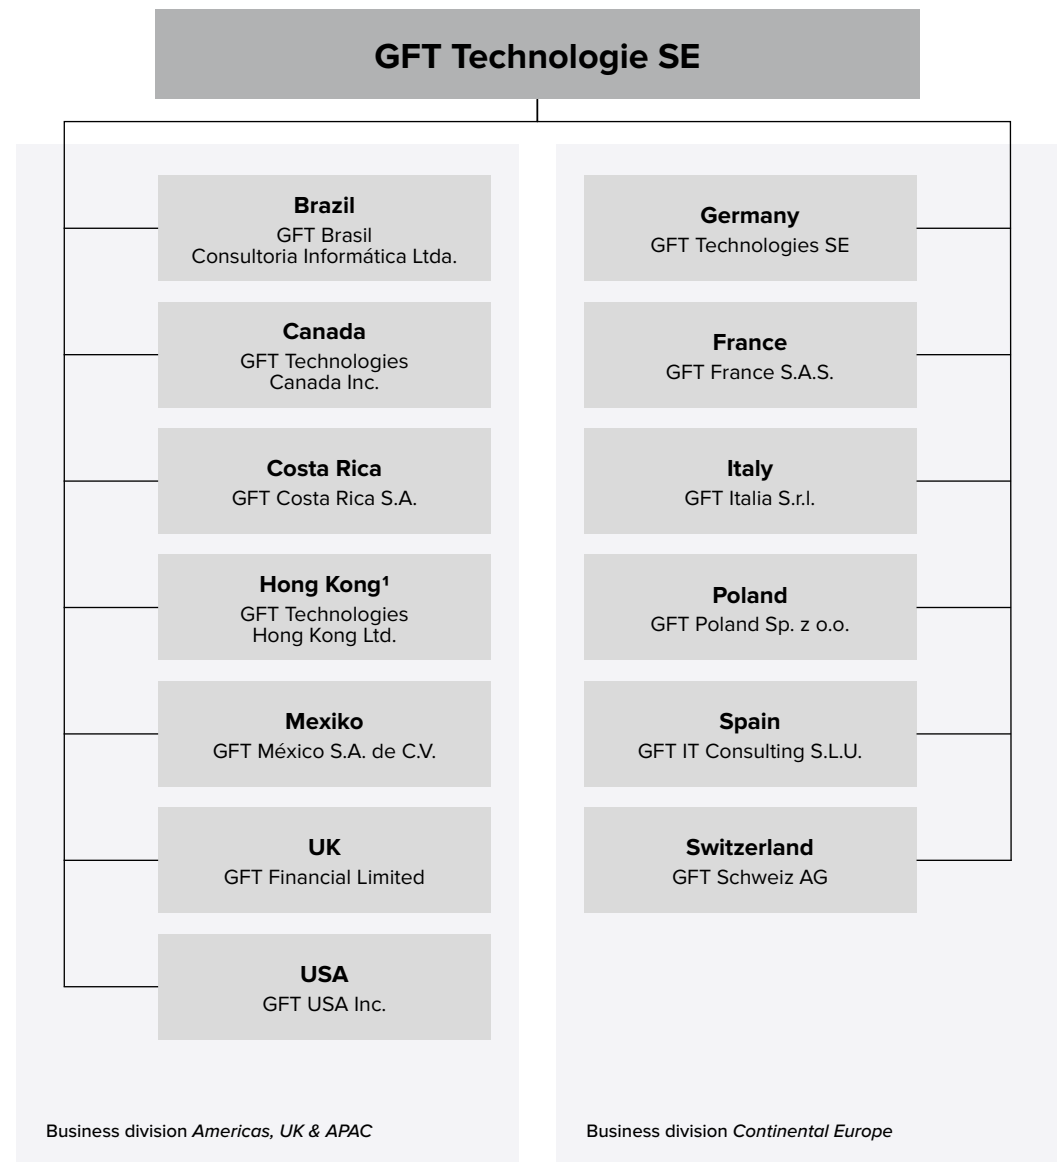 GFT Technologie SE
Brazil
GFT Brasil
Consultoria Informática Ltda.
Canada
GFT Technologies
Canada Inc.
Costa Rica
GFT Costa Rica S.A.
Hong Kong¹
GFT Technologies
Hong Kong Ltd.
Mexiko
GFT México S.A. de C.V.
UK
GFT Financial Limited
USA
GFT USA Inc.
Business division Americas, UK & APAC
Germany
GFT Technologies SE
France
GFT France S.A.S.
Italy
GFT Italia S.r.l.
Poland
GFT Poland Sp. z o.o.
Spain
GFT IT Consulting S.L.U.
Switzerland
GFT Schweiz AG
Business division Continental Europe